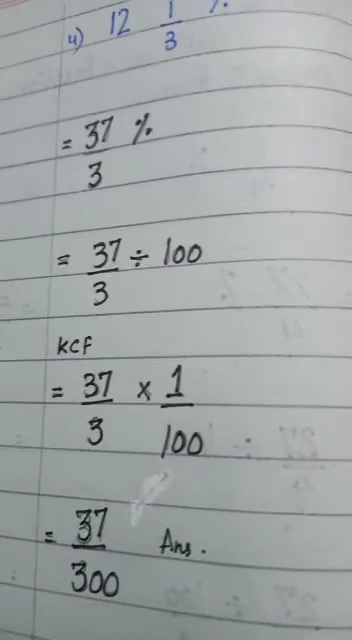 4) 12 1/3 %
= 37/3 %
= 37/3 ÷ 100
KCF
= 37/3 x 1/100
= 37/300 Ans.